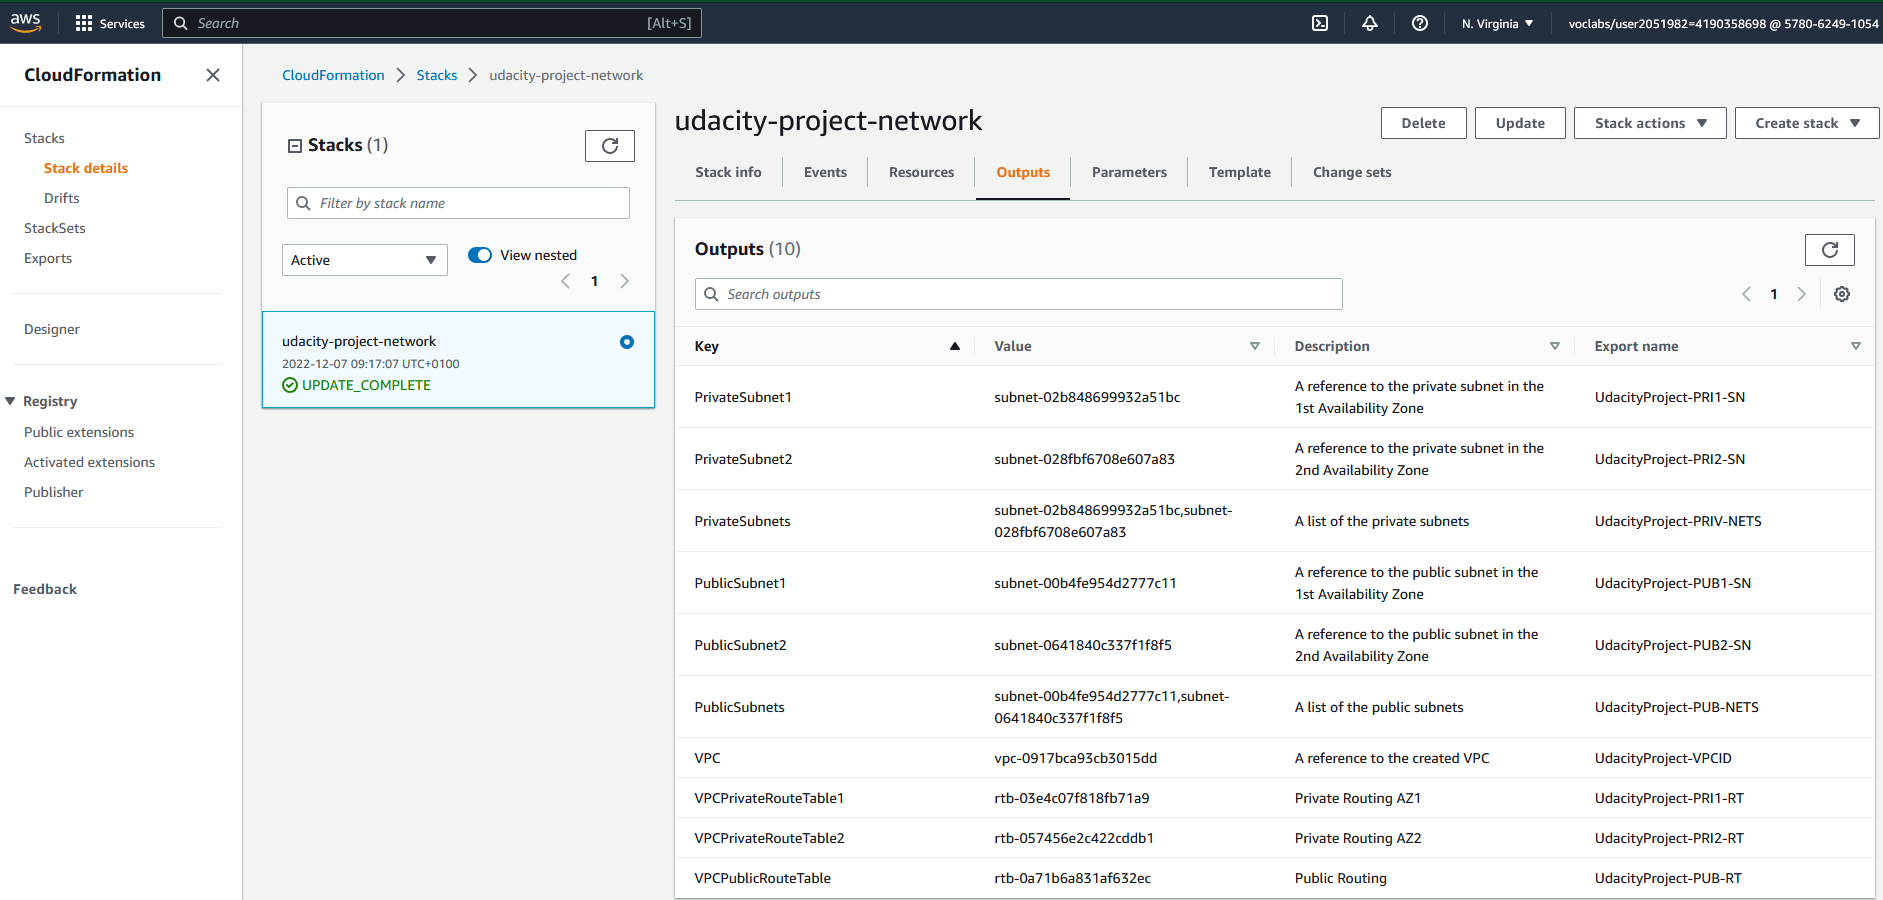 aws
Services
Search
[Alt+S]
N. Virginia
voclabs/user2051982=4190358698 @ 5780-6249-1054
CloudFormation
Stacks
Stack details
Drifts
StackSets
Exports
Designer
Registry
Public extensions
Activated extensions
Publisher
Feedback
CloudFormation
Stacks
udacity-project-network
Stacks (1)
Filter by stack name
Active
View nested
1
udacity-project-network
2022-12-07 09:17:07 UTC+0100
UPDATE_COMPLETE
udacity-project-network
Delete
Update
Stack actions
Create stack
Stack info
Events
Resources
Outputs
Parameters
Template
Change sets
Outputs (10)
Search outputs
1
Key
Value
Description
Export name
PrivateSubnet1
subnet-02b848699932a51bc
A reference to the private subnet in the
1st Availability Zone
UdacityProject-PRI1-SN
PrivateSubnet2
subnet-028fbf6708e607a83
A reference to the private subnet in the
2nd Availability Zone
UdacityProject-PRI2-SN
PrivateSubnets
subnet-02b848699932a51bc,subnet-
028fbf6708e607a83
A list of the private subnets
UdacityProject-PRIV-NETS
PublicSubnet1
subnet-00b4fe954d2777c11
A reference to the public subnet in the
1st Availability Zone
UdacityProject-PUB1-SN
PublicSubnet2
subnet-0641840c337f1f8f5
A reference to the public subnet in the
2nd Availability Zone
UdacityProject-PUB2-SN
PublicSubnets
subnet-00b4fe954d2777c11,subnet-
0641840c337f1f8f5
A list of the public subnets
UdacityProject-PUB-NETS
VPC
vpc-0917bca93cb3015dd
A reference to the created VPC
UdacityProject-VPCID
VPCPrivateRouteTable1
rtb-03e4c07f818fb71a9
Private Routing AZ1
UdacityProject-PRI1-RT
VPCPrivateRouteTable2
rtb-057456e2c422cddb1
Private Routing AZ2
UdacityProject-PRI2-RT
VPCPublicRouteTable
rtb-0a71b6a831af632ec
Public Routing
UdacityProject-PUB-RT